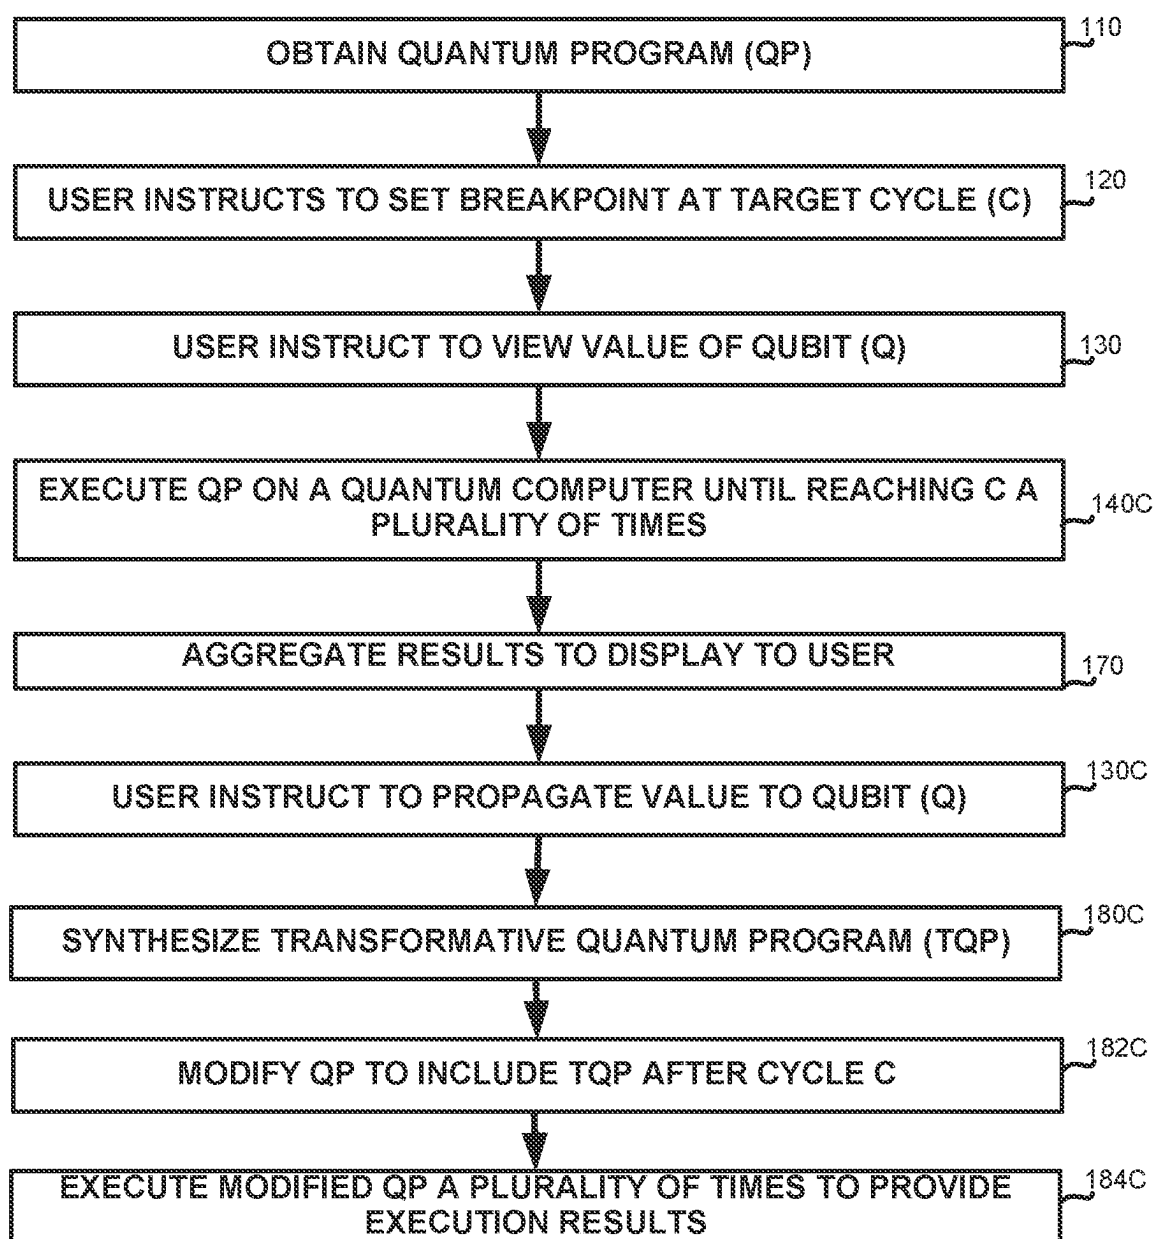 OBTAIN QUANTUM PROGRAM (QP)
110
USER INSTRUCTS TO SET BREAKPOINT AT TARGET CYCLE (C)
120
USER INSTRUCT TO VIEW VALUE OF QUBIT (Q)
130
EXECUTE QP ON A QUANTUM COMPUTER UNTIL REACHING C A
PLURALITY OF TIMES
140C
AGGREGATE RESULTS TO DISPLAY TO USER
170
USER INSTRUCT TO PROPAGATE VALUE TO QUBIT (Q)
130C
SYNTHESIZE TRANSFORMATIVE QUANTUM PROGRAM (TQP)
180C
MODIFY QP TO INCLUDE TQP AFTER CYCLE C
182C
EXECUTE MODIFIED QP A PLURALITY OF TIMES TO PROVIDE
EXECUTION RESULTS
184C